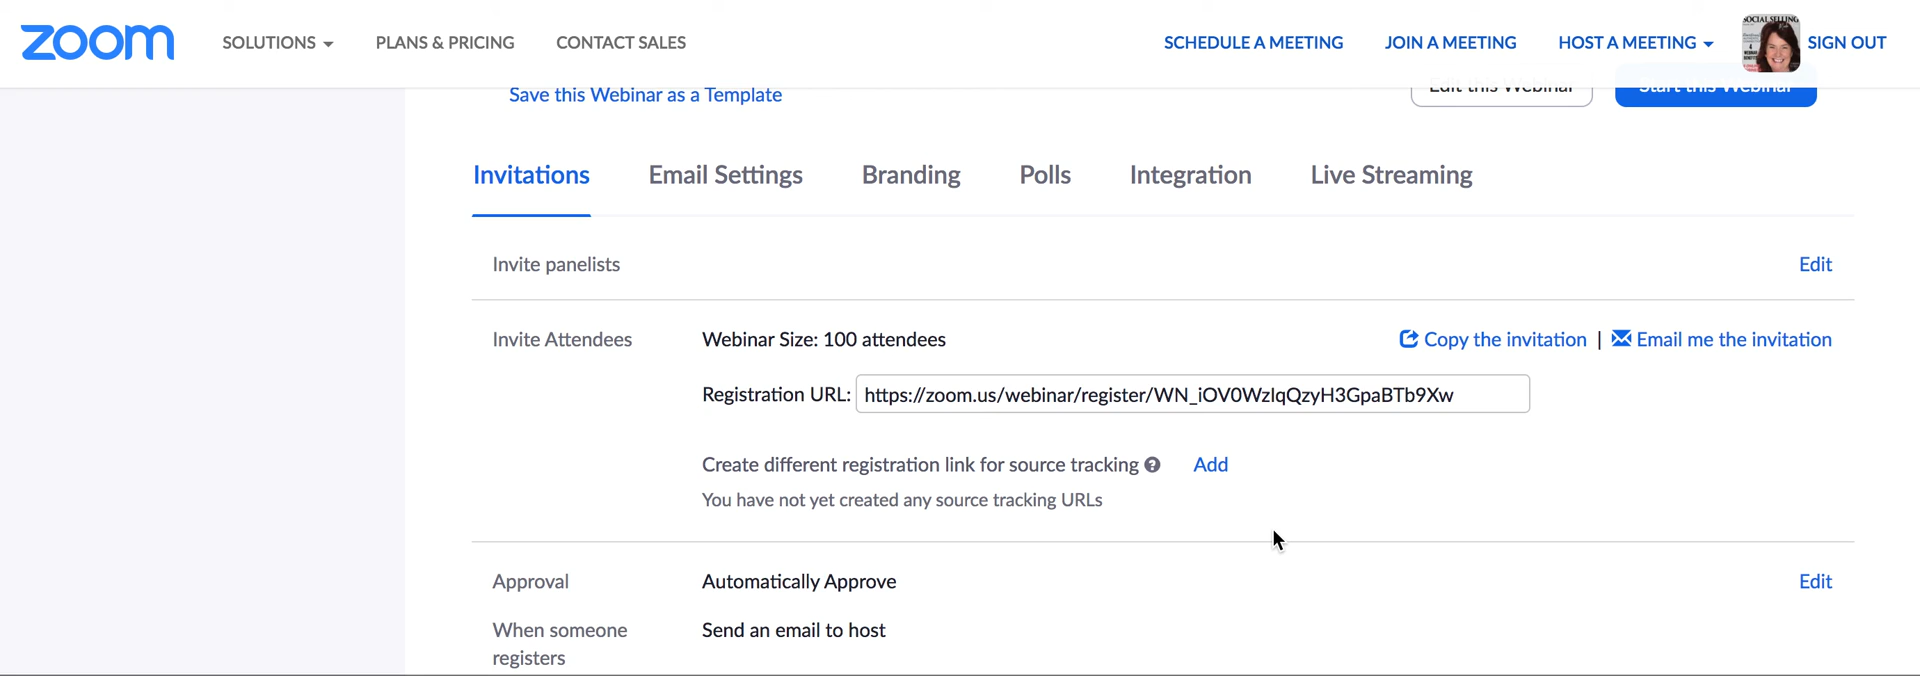 zoom SOLUTIONS PLANS & PRICING CONTACT SALES SCHEDULE A MEETING JOIN A MEETING HOST A MEETING SIGN OUT
SOCIAL SELLING
Save this Webinar as a Template Edit this Webinar Start this Webinar
Invitations Email Settings Branding Polls Integration Live Streaming
Invite panelists Edit
Invite Attendees Webinar Size: 100 attendees Copy the invitation | Email me the invitation
Registration URL: https://zoom.us/webinar/register/WN_iOV0WzlqQzyH3GpaBTb9Xw
Create different registration link for source tracking ? Add
You have not yet created any source tracking URLs
Approval Automatically Approve Edit
When someone Send an email to host
registers